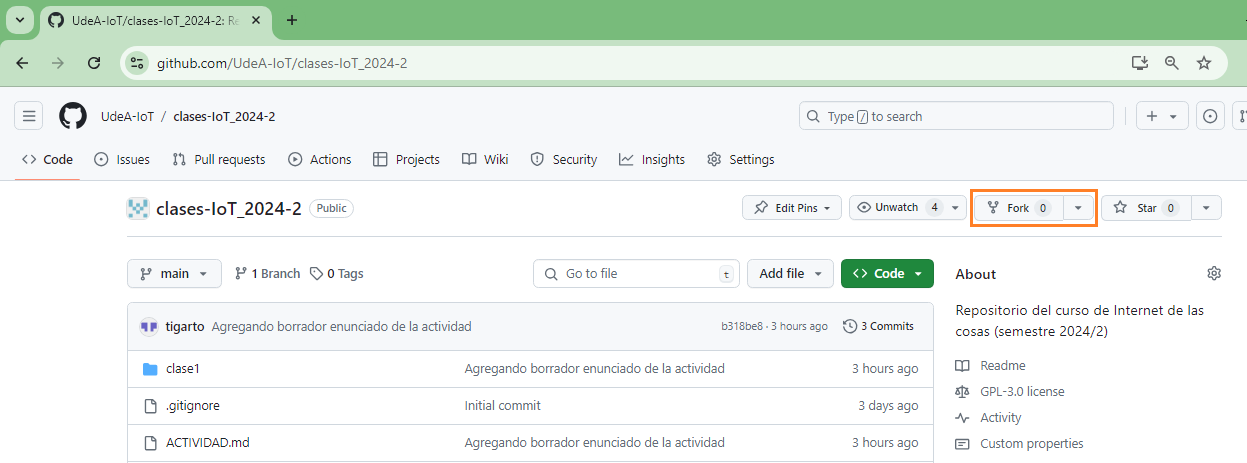 UdeA-IoT/clases-IoT_2024-2: Re
github.com/UdeA-IoT/clases-IoT_2024-2
UdeA-IoT / clases-IoT_2024-2
Type / to search
Code Issues Pull requests Actions Projects Wiki Security Insights Settings
clases-IoT_2024-2 Public
Edit Pins Unwatch 4 Fork 0 Star 0
main 1 Branch 0 Tags Go to file t Add file Code
About
tigarto Agregando borrador enunciado de la actividad b318be8 · 3 hours ago 3 Commits
Repositorio del curso de Internet de las
cosas (semestre 2024/2)
clase1 Agregando borrador enunciado de la actividad 3 hours ago
.gitignore Initial commit 3 days ago
ACTIVIDAD.md Agregando borrador enunciado de la actividad 3 hours ago
Readme
GPL-3.0 license
Activity
Custom properties